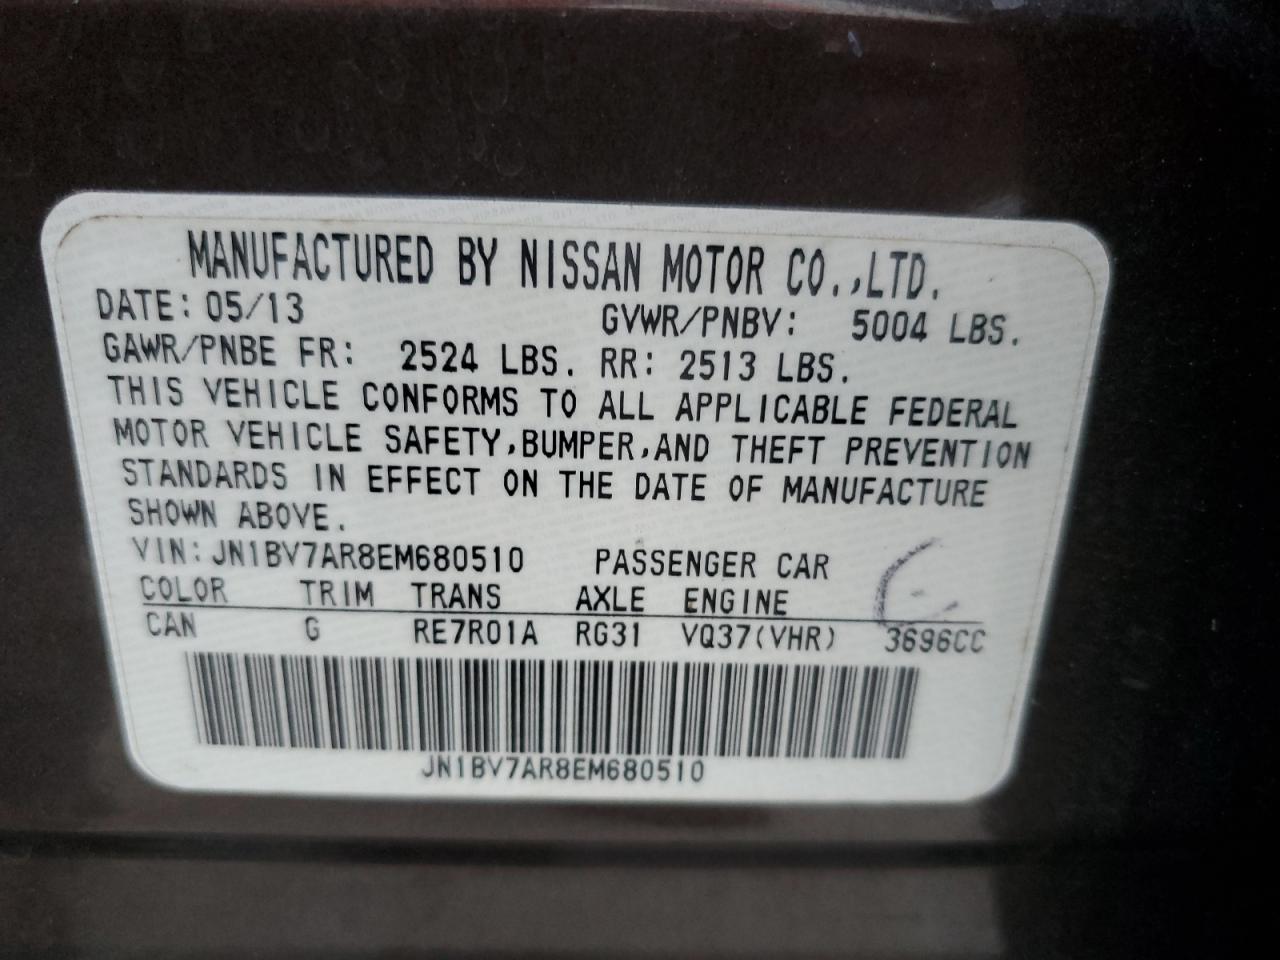 MANUFACTURED BY NISSAN MOTOR CO.,LTD.
DATE: 05/13 GVWR/PNBV: 5004 LBS.
GAWR/PNBE FR: 2524 LBS. RR: 2513 LBS.
THIS VEHICLE CONFORMS TO ALL APPLICABLE FEDERAL
MOTOR VEHICLE SAFETY,BUMPER,AND THEFT PREVENTION
STANDARDS IN EFFECT ON THE DATE OF MANUFACTURE
SHOWN ABOVE.
VIN:JN1BV7AR8EM680510 PASSENGER CAR
COLOR TRIM TRANS AXLE ENGINE
CAN G RE7R01A RG31 VQ37(VHR) 3696CC
JN1BV7AR8EM680510